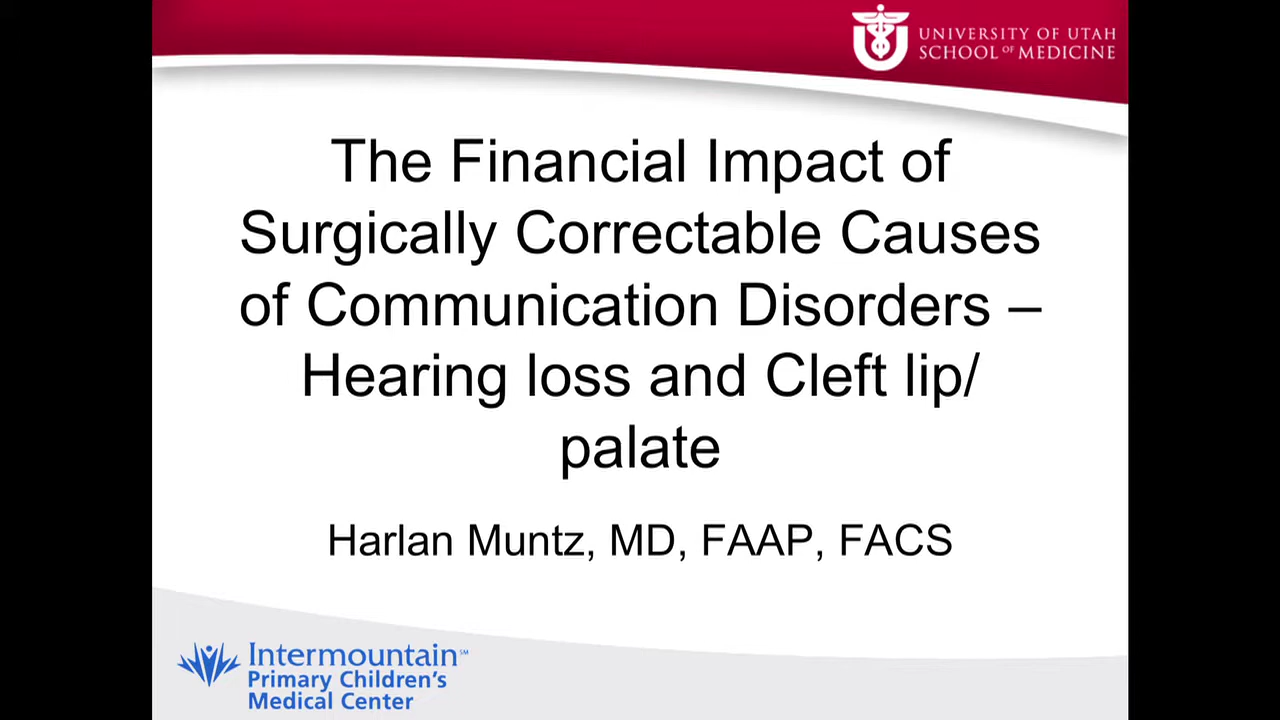 UNIVERSITY OF UTAH
SCHOOL OF MEDICINE
The Financial Impact of
Surgically Correctable Causes
of Communication Disorders –
Hearing loss and Cleft lip/
palate
Harlan Muntz, MD, FAAP, FACS
Intermountain℠
Primary Children's
Medical Center